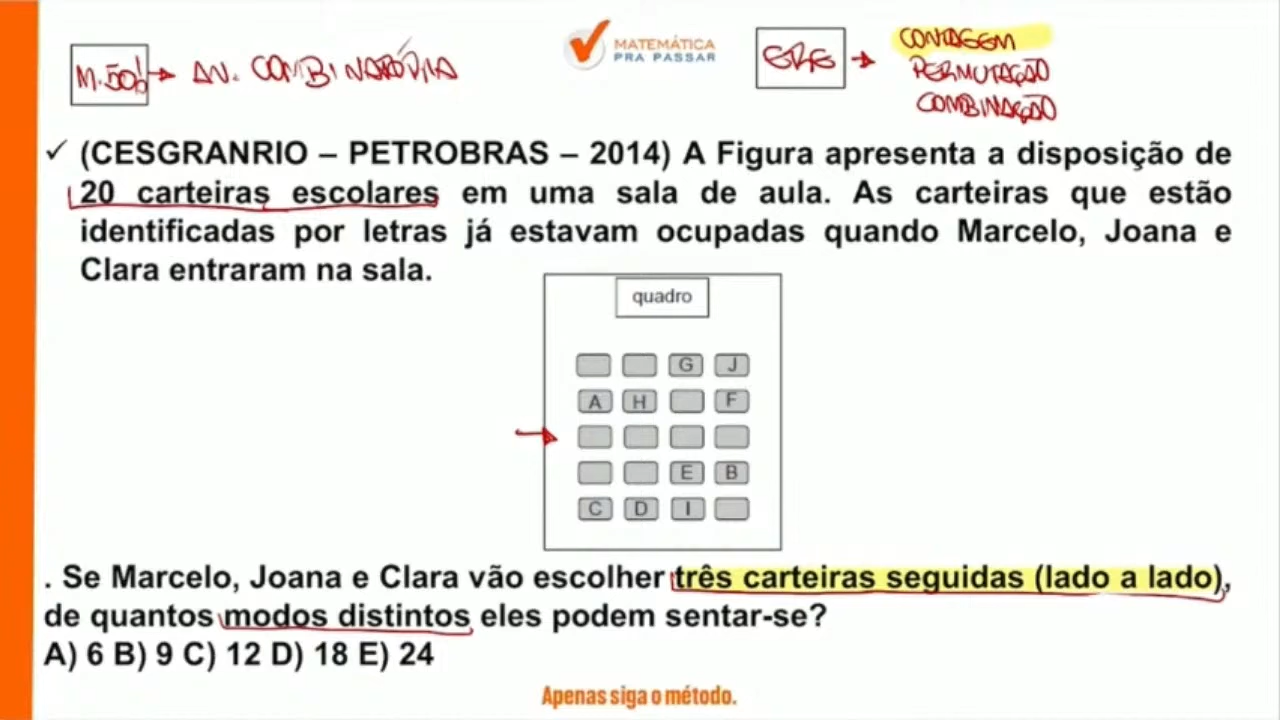 M.50!
AN. COMBINATÓRIA
MATEMÁTICA
PRA PASSAR
CONTAGEM
PERMUTAÇÃO
COMBINAÇÃO
✓ (CESGRANRIO – PETROBRAS – 2014) A Figura apresenta a disposição de
20 carteiras escolares em uma sala de aula. As carteiras que estão
identificadas por letras já estavam ocupadas quando Marcelo, Joana e
Clara entraram na sala.
quadro
G J
A H F
E B
C D I
. Se Marcelo, Joana e Clara vão escolher três carteiras seguidas (lado a lado),
de quantos modos distintos eles podem sentar-se?
A) 6 B) 9 C) 12 D) 18 E) 24
Apenas siga o método.